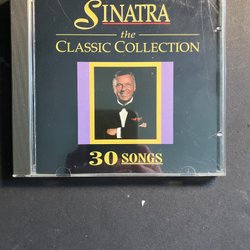 SINATRA
the
CLASSIC COLLECTION
30 SONGS